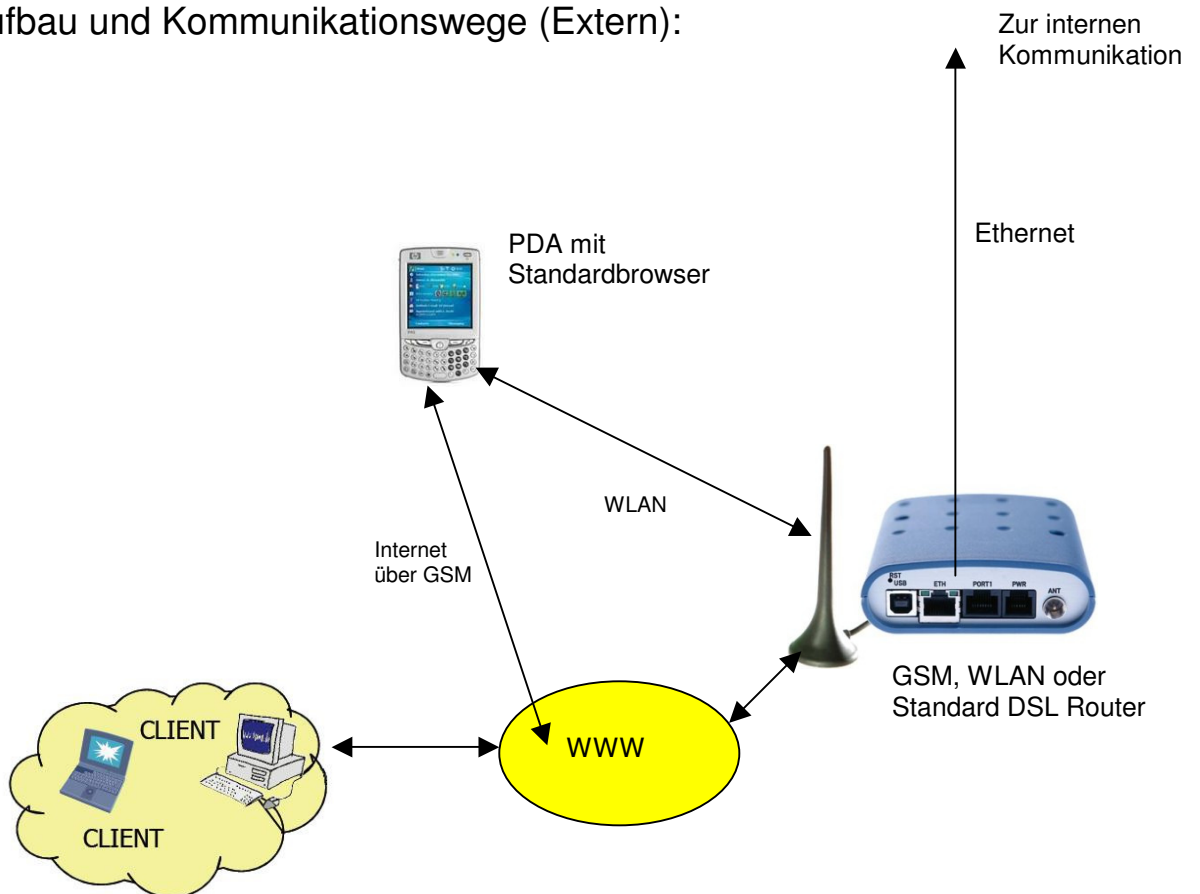 ufbau und Kommunikationswege (Extern):
Zur internen
Kommunikation
Ethernet
PDA mit
Standardbrowser
WLAN
Internet
über GSM
RST
USB
ETH
PORT1
PWR
ANT
GSM, WLAN oder
Standard DSL Router
CLIENT
WWW
CLIENT